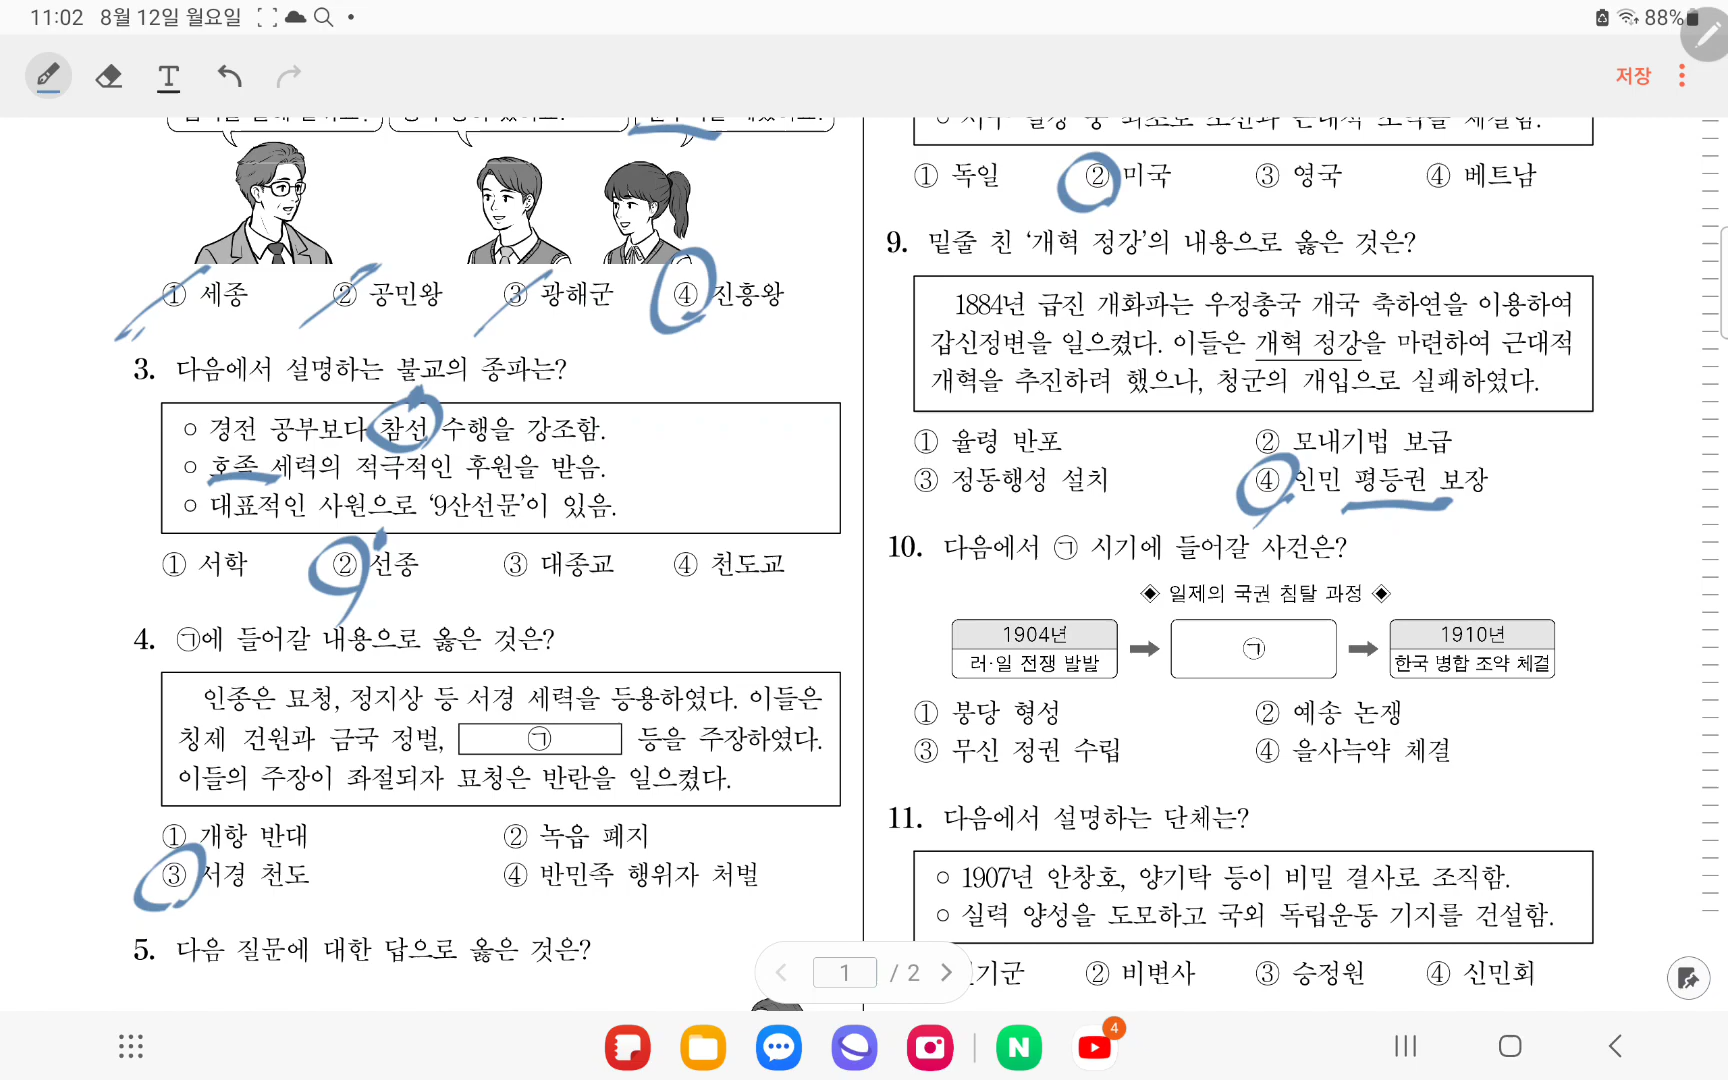 11:02 8월 12일 월요일
88%
저장
① 세종 ② 공민왕 ③ 광해군 ④ 진흥왕
3. 다음에서 설명하는 불교의 종파는?
○ 경전 공부보다 참선 수행을 강조함.
○ 호족 세력의 적극적인 후원을 받음.
○ 대표적인 사원으로 '9산선문'이 있음.
① 서학 ② 선종 ③ 대종교 ④ 천도교
4. ㉠에 들어갈 내용으로 옳은 것은?
인종은 묘청, 정지상 등 서경 세력을 등용하였다. 이들은
칭제 건원과 금국 정벌, ㉠ 등을 주장하였다.
이들의 주장이 좌절되자 묘청은 반란을 일으켰다.
① 개항 반대 ② 녹읍 폐지
③ 서경 천도 ④ 반민족 행위자 처벌
5. 다음 질문에 대한 답으로 옳은 것은?
① 독일 ② 미국 ③ 영국 ④ 베트남
9. 밑줄 친 '개혁 정강'의 내용으로 옳은 것은?
1884년 급진 개화파는 우정총국 개국 축하연을 이용하여
갑신정변을 일으켰다. 이들은 개혁 정강을 마련하여 근대적
개혁을 추진하려 했으나, 청군의 개입으로 실패하였다.
① 율령 반포 ② 모내기법 보급
③ 정동행성 설치 ④ 인민 평등권 보장
10. 다음에서 ㉠ 시기에 들어갈 사건은?
◈ 일제의 국권 침탈 과정 ◈
1904년 1910년
러·일 전쟁 발발 ㉠ 한국 병합 조약 체결
① 붕당 형성 ② 예송 논쟁
③ 무신 정권 수립 ④ 을사늑약 체결
11. 다음에서 설명하는 단체는?
○ 1907년 안창호, 양기탁 등이 비밀 결사로 조직함.
○ 실력 양성을 도모하고 국외 독립운동 기지를 건설함.
기군 ② 비변사 ③ 승정원 ④ 신민회
1 / 2
4